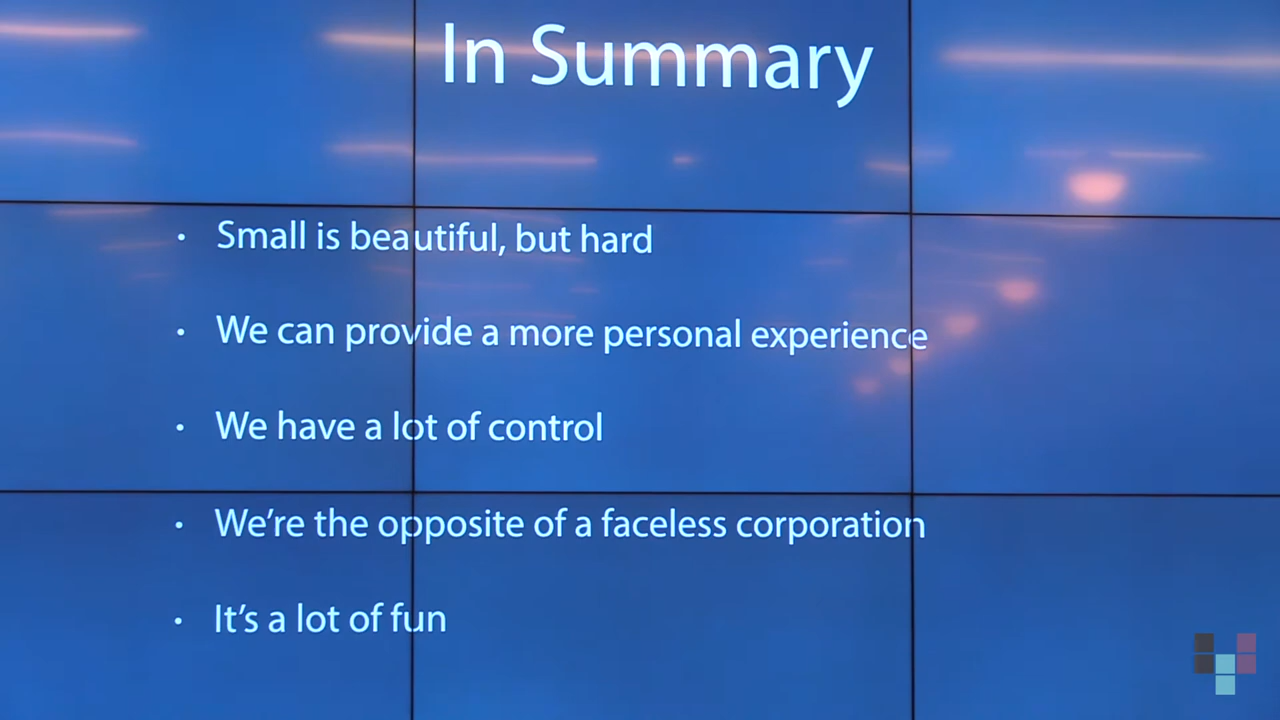 In Summary
• Small is beautiful, but hard
• We can provide a more personal experience
• We have a lot of control
• We're the opposite of a faceless corporation
• It's a lot of fun